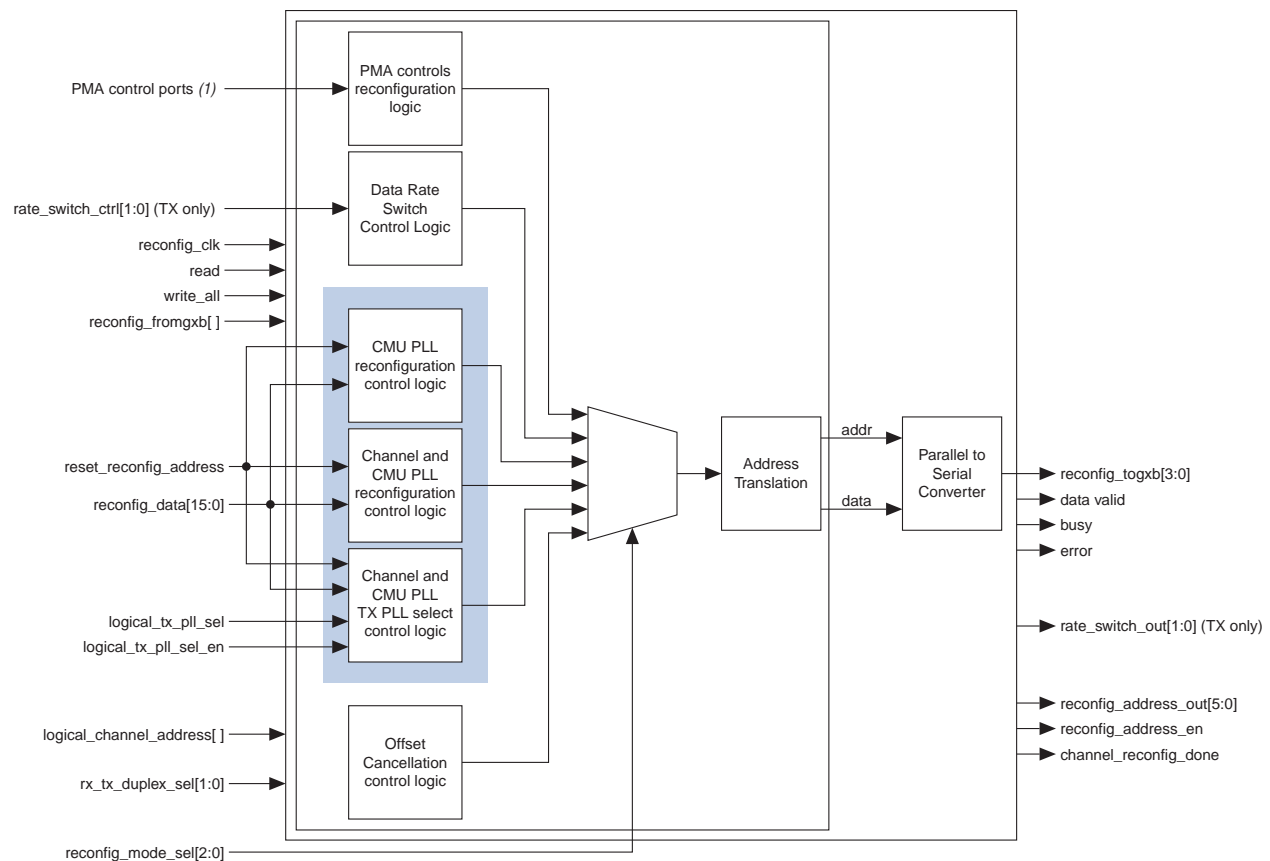 PMA control ports (1)
PMA controls
reconfiguration
logic
rate_switch_ctrl[1:0] (TX only)
Data Rate
Switch
Control Logic
reconfig_clk
read
write_all
reconfig_fromgxb[ ]
CMU PLL
reconfiguration
control logic
reset_reconfig_address
reconfig_data[15:0]
Channel and
CMU PLL
reconfiguration
control logic
Channel and
CMU PLL
TX PLL select
control logic
logical_tx_pll_sel
logical_tx_pll_sel_en
logical_channel_address[ ]
rx_tx_duplex_sel[1:0]
Offset
Cancellation
control logic
reconfig_mode_sel[2:0]
Address
Translation
addr
data
Parallel to
Serial
Converter
reconfig_togxb[3:0]
data valid
busy
error
rate_switch_out[1:0] (TX only)
reconfig_address_out[5:0]
reconfig_address_en
channel_reconfig_done